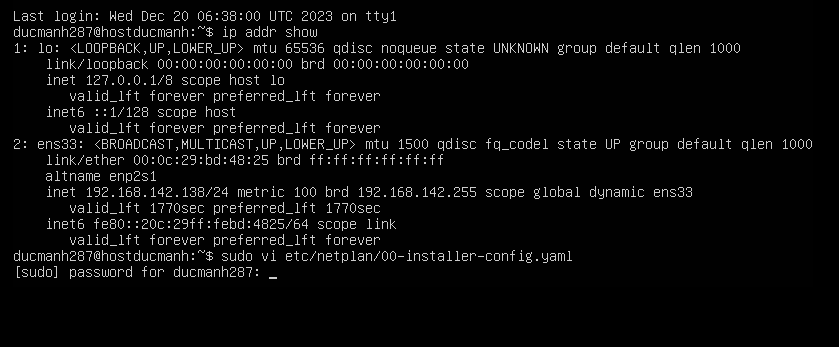 Last login: Wed Dec 20 06:38:00 UTC 2023 on tty1
ducmanh287@hostducmanh:~$ ip addr show
1: lo: <LOOPBACK,UP,LOWER_UP> mtu 65536 qdisc noqueue state UNKNOWN group default qlen 1000
    link/loopback 00:00:00:00:00:00 brd 00:00:00:00:00:00
    inet 127.0.0.1/8 scope host lo
       valid_lft forever preferred_lft forever
    inet6 ::1/128 scope host
       valid_lft forever preferred_lft forever
2: ens33: <BROADCAST,MULTICAST,UP,LOWER_UP> mtu 1500 qdisc fq_codel state UP group default qlen 1000
    link/ether 00:0c:29:bd:48:25 brd ff:ff:ff:ff:ff:ff
    altname enp2s1
    inet 192.168.142.138/24 metric 100 brd 192.168.142.255 scope global dynamic ens33
       valid_lft 1770sec preferred_lft 1770sec
    inet6 fe80::20c:29ff:febd:4825/64 scope link
       valid_lft forever preferred_lft forever
ducmanh287@hostducmanh:~$ sudo vi etc/netplan/00-installer-config.yaml
[sudo] password for ducmanh287: _